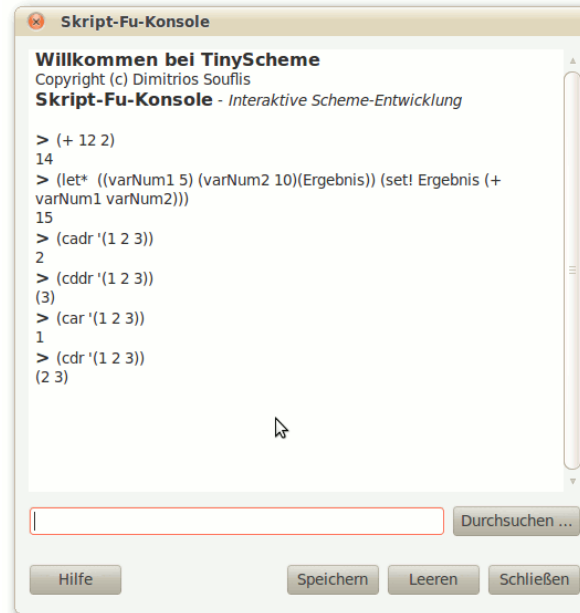 Skript-Fu-Konsole
Willkommen bei TinyScheme
Copyright (c) Dimitrios Souflis
Skript-Fu-Konsole - Interaktive Scheme-Entwicklung
> (+ 12 2)
14
> (let*  ((varNum1 5) (varNum2 10)(Ergebnis)) (set! Ergebnis (+
varNum1 varNum2)))
15
> (cadr '(1 2 3))
2
> (cddr '(1 2 3))
(3)
> (car '(1 2 3))
1
> (cdr '(1 2 3))
(2 3)
Durchsuchen ...
Hilfe Speichern Leeren Schließen